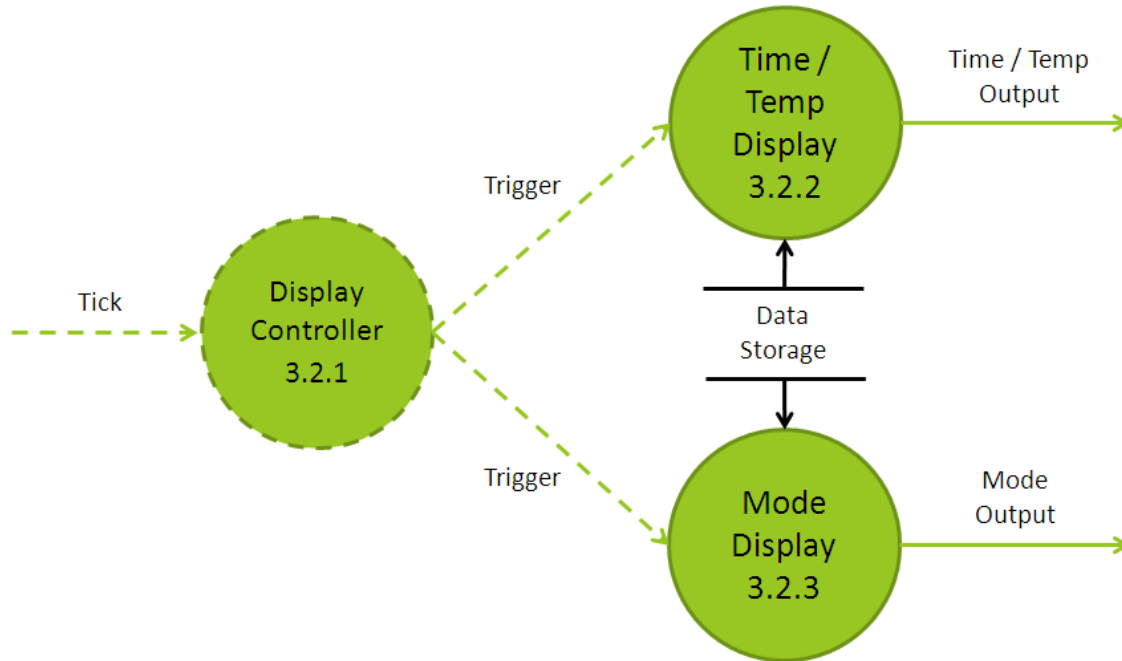 Tick
Display
Controller
3.2.1
Trigger
Trigger
Time /
Temp
Display
3.2.2
Time / Temp
Output
Data
Storage
Mode
Display
3.2.3
Mode
Output